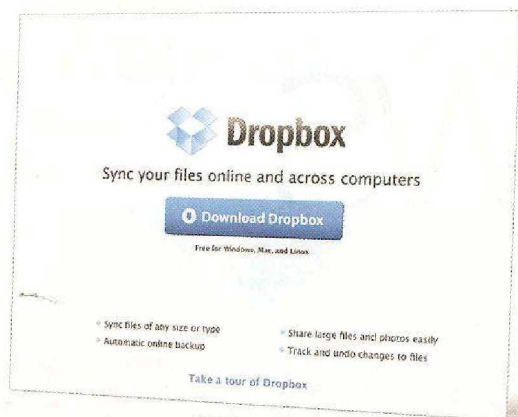 Dropbox
Sync your files online and across computers
Download Dropbox
Free for Windows, Mac, and Linux
Sync files of any size or type
Automatic online backup
Share large files and photos easily
Track and undo changes to files
Take a tour of Dropbox